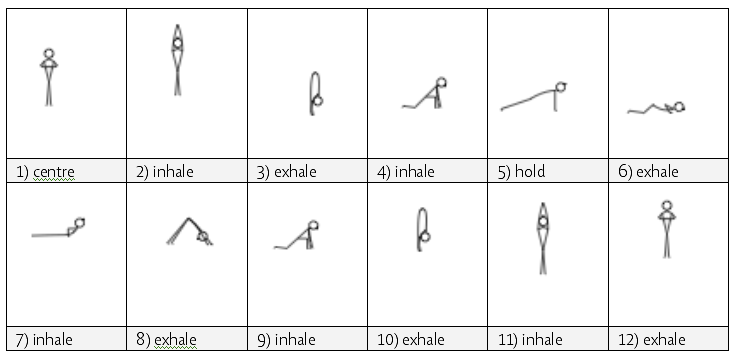 1) centre 2) inhale 3) exhale 4) inhale 5) hold 6) exhale
7) inhale 8) exhale 9) inhale 10) exhale 11) inhale 12) exhale